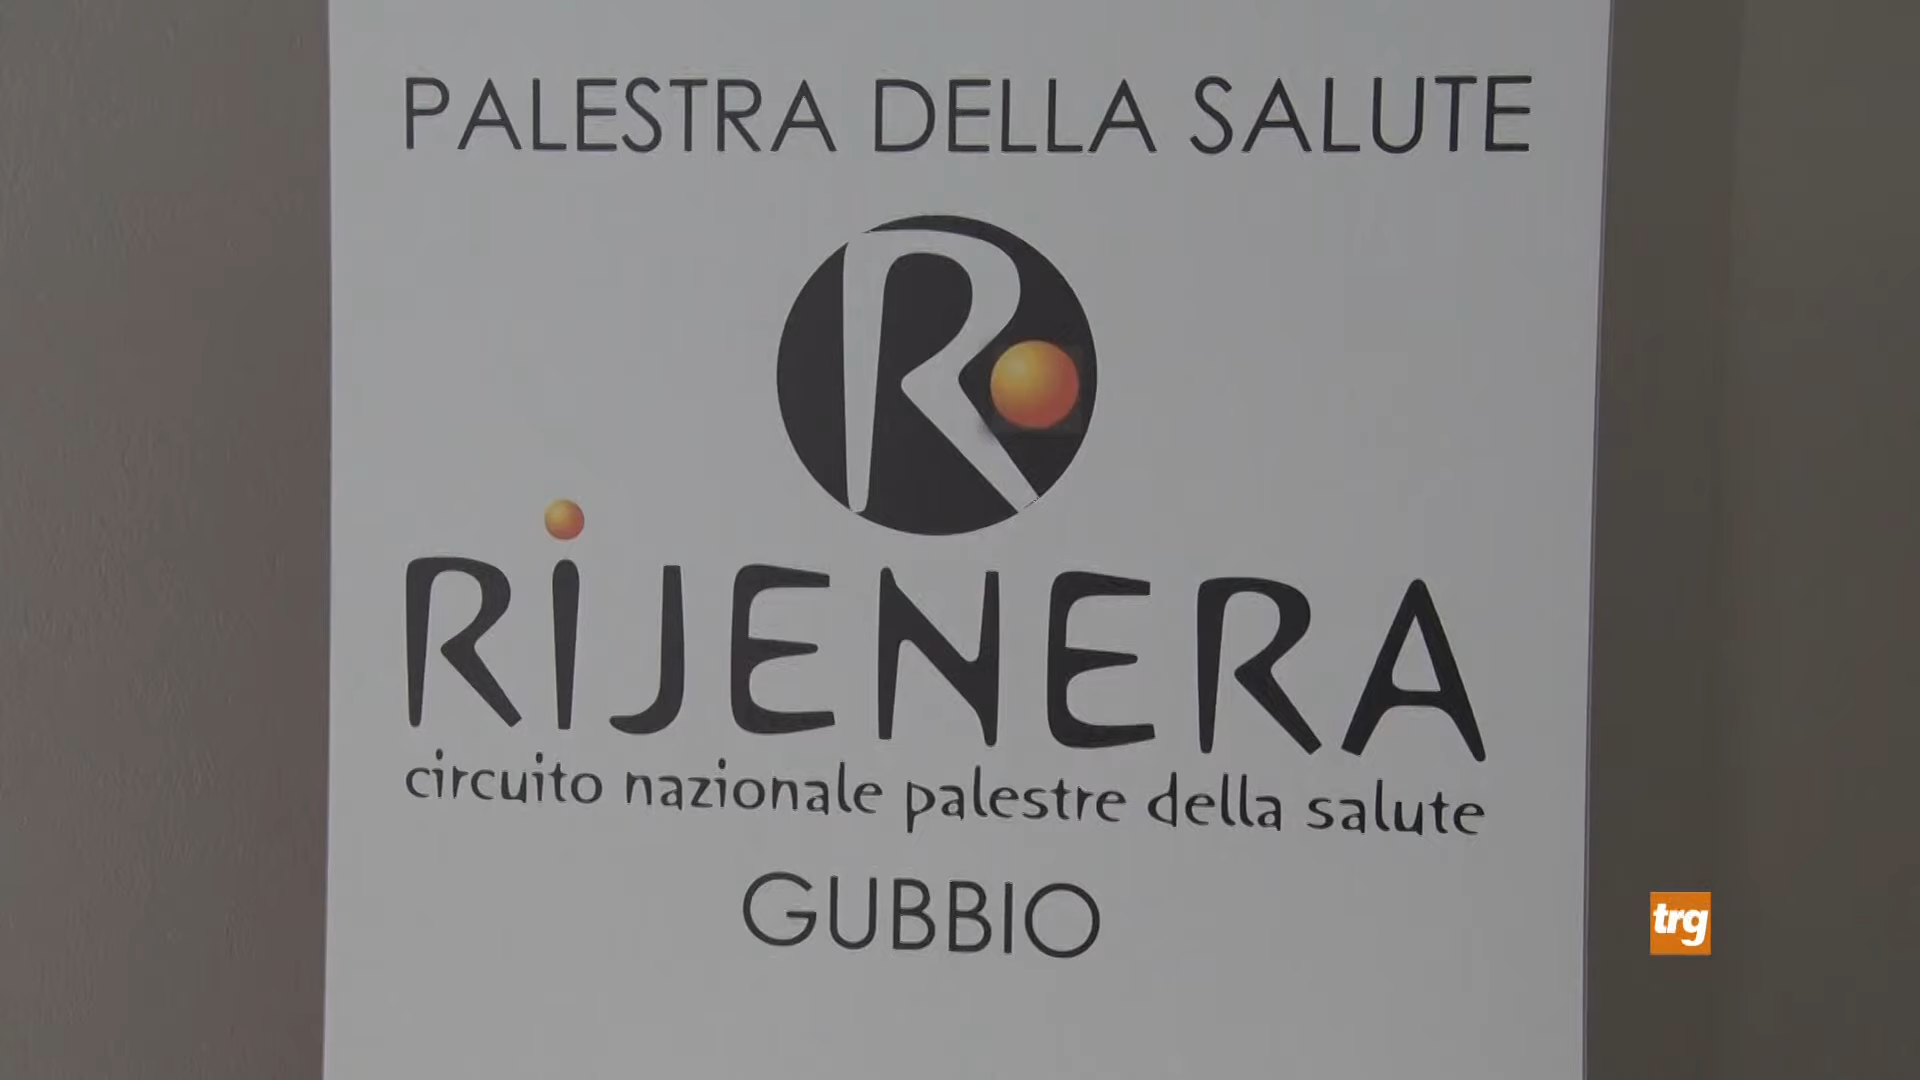 PALESTRA DELLA SALUTE
R
RIJENERA
circuito nazionale palestre della salute
GUBBIO
trg